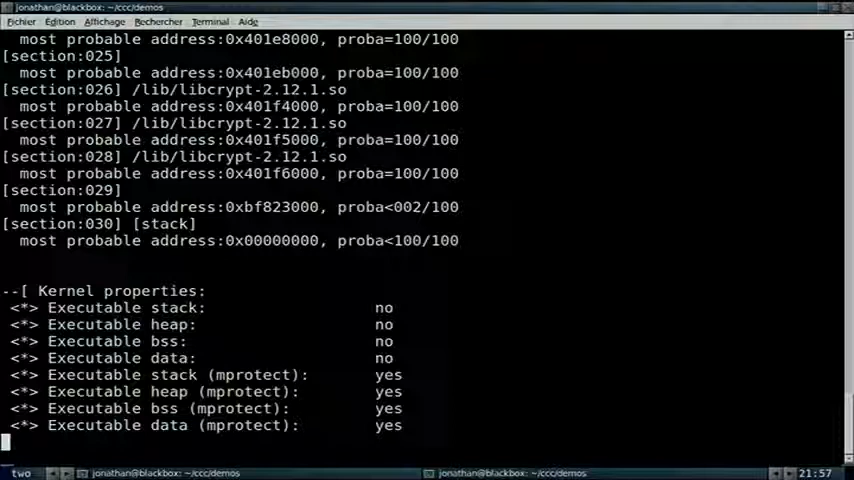 jonathan@blackbox: ~/ccc/demos
Fichier Édition Affichage Rechercher Terminal Aide
most probable address:0x401e8000, proba=100/100
[section:025]
most probable address:0x401eb000, proba=100/100
[section:026] /lib/libcrypt-2.12.1.so
most probable address:0x401f4000, proba=100/100
[section:027] /lib/libcrypt-2.12.1.so
most probable address:0x401f5000, proba=100/100
[section:028] /lib/libcrypt-2.12.1.so
most probable address:0x401f6000, proba=100/100
[section:029]
most probable address:0xbf823000, proba<002/100
[section:030] [stack]
most probable address:0x00000000, proba<100/100
--[ Kernel properties:
<*> Executable stack: no
<*> Executable heap: no
<*> Executable bss: no
<*> Executable data: no
<*> Executable stack (mprotect): yes
<*> Executable heap (mprotect): yes
<*> Executable bss (mprotect): yes
<*> Executable data (mprotect): yes
two jonathan@blackbox: ~/ccc/demos jonathan@blackbox: ~/ccc/demos 21:57